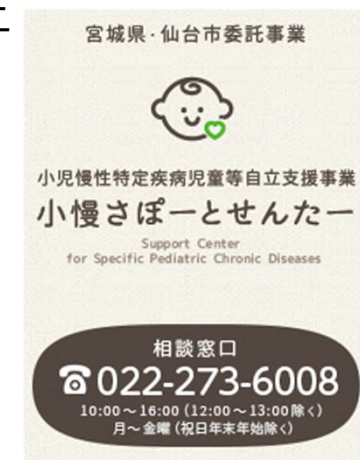 宮城県・仙台市委託事業
小児慢性特定疾病児童等自立支援事業
小慢さぽーとせんたー
Support Center
for Specific Pediatric Chronic Diseases
相談窓口
☎022-273-6008
10:00～16:00（12:00～13:00除く）
月～金曜（祝日年末年始除く）